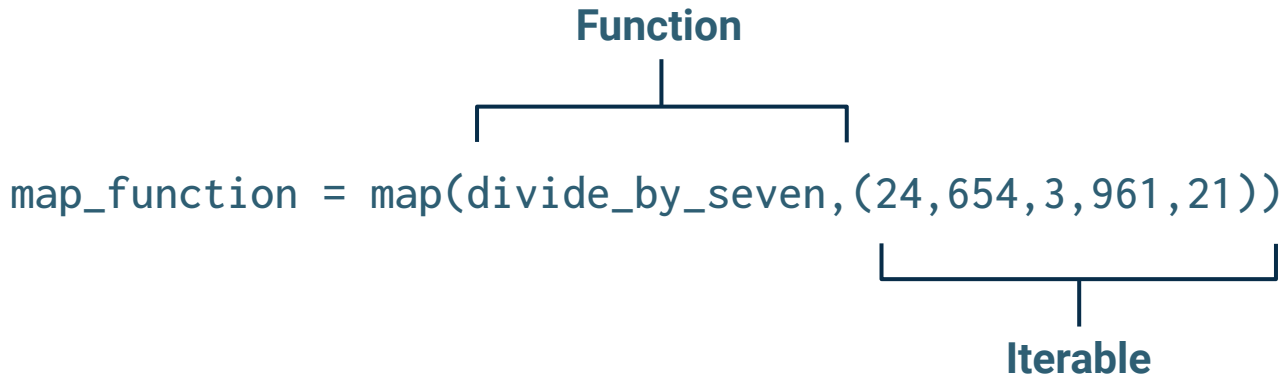 Function
map_function = map(divide_by_seven,(24,654,3,961,21))
Iterable